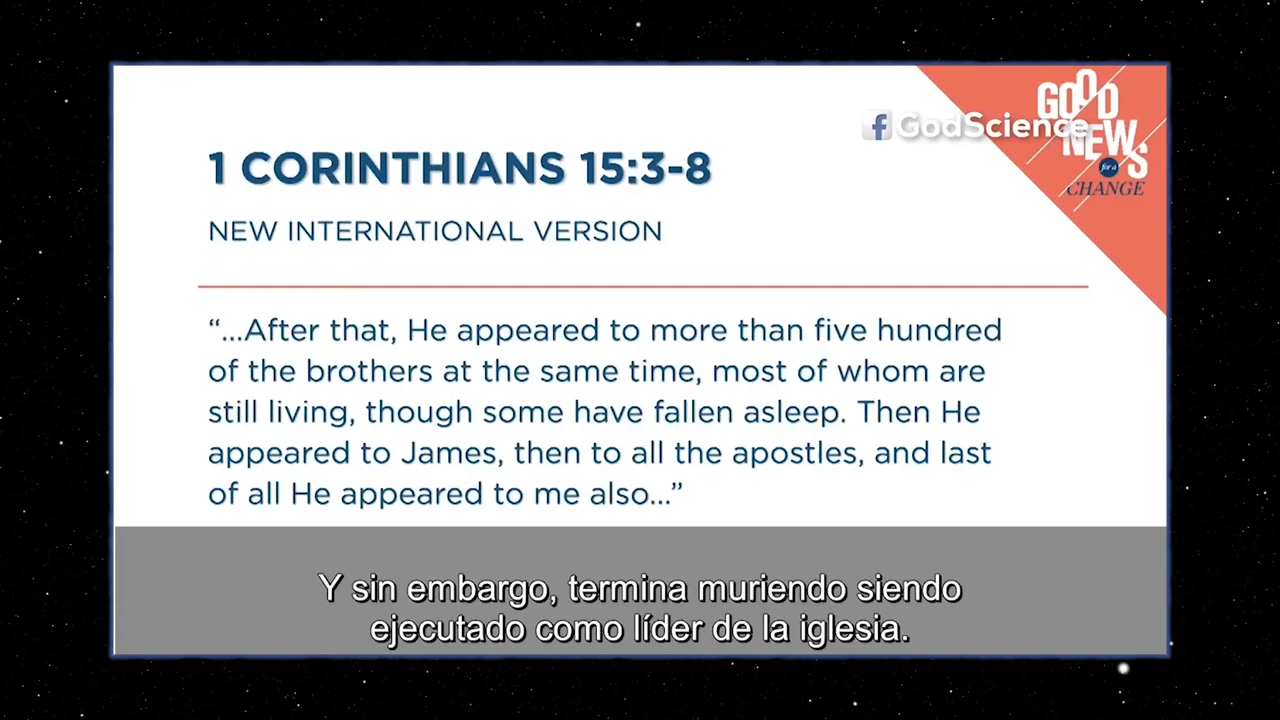 GOOD
NEWS
for a
CHANGE
f GodScience
1 CORINTHIANS 15:3-8
NEW INTERNATIONAL VERSION
“...After that, He appeared to more than five hundred
of the brothers at the same time, most of whom are
still living, though some have fallen asleep. Then He
appeared to James, then to all the apostles, and last
of all He appeared to me also...”
Y sin embargo, termina muriendo siendo
ejecutado como líder de la iglesia.